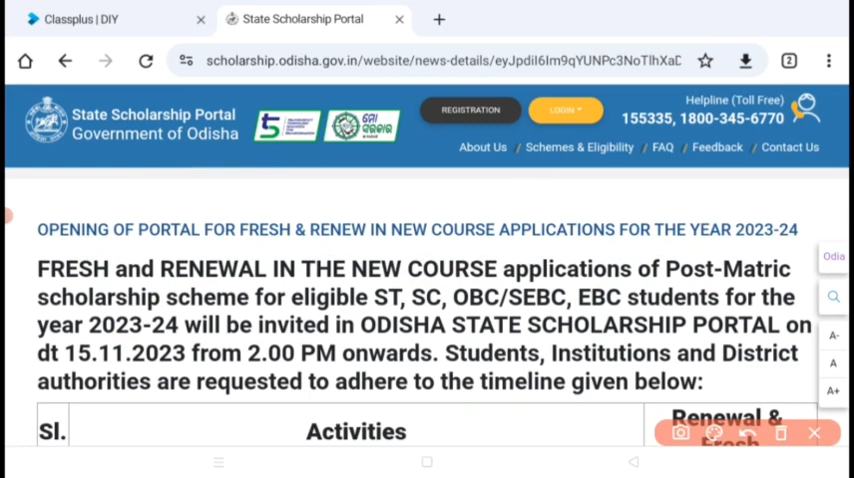 Classplus | DIY
State Scholarship Portal
scholarship.odisha.gov.in/website/news-details/
2
State Scholarship Portal
Government of Odisha
5
ମୋ
ସରକାର
REGISTRATION
LOGIN
Helpline (Toll Free)
155335, 1800-345-6770
About Us / Schemes & Eligibility / FAQ / Feedback / Contact Us
OPENING OF PORTAL FOR FRESH & RENEW IN NEW COURSE APPLICATIONS FOR THE YEAR 2023-24
Odia
FRESH and RENEWAL IN THE NEW COURSE applications of Post-Matric
scholarship scheme for eligible ST, SC, OBC/SEBC, EBC students for the
year 2023-24 will be invited in ODISHA STATE SCHOLARSHIP PORTAL on
dt 15.11.2023 from 2.00 PM onwards. Students, Institutions and District
authorities are requested to adhere to the timeline given below:
A-
A
A+
Sl.
Activities
Renewal &
Fresh